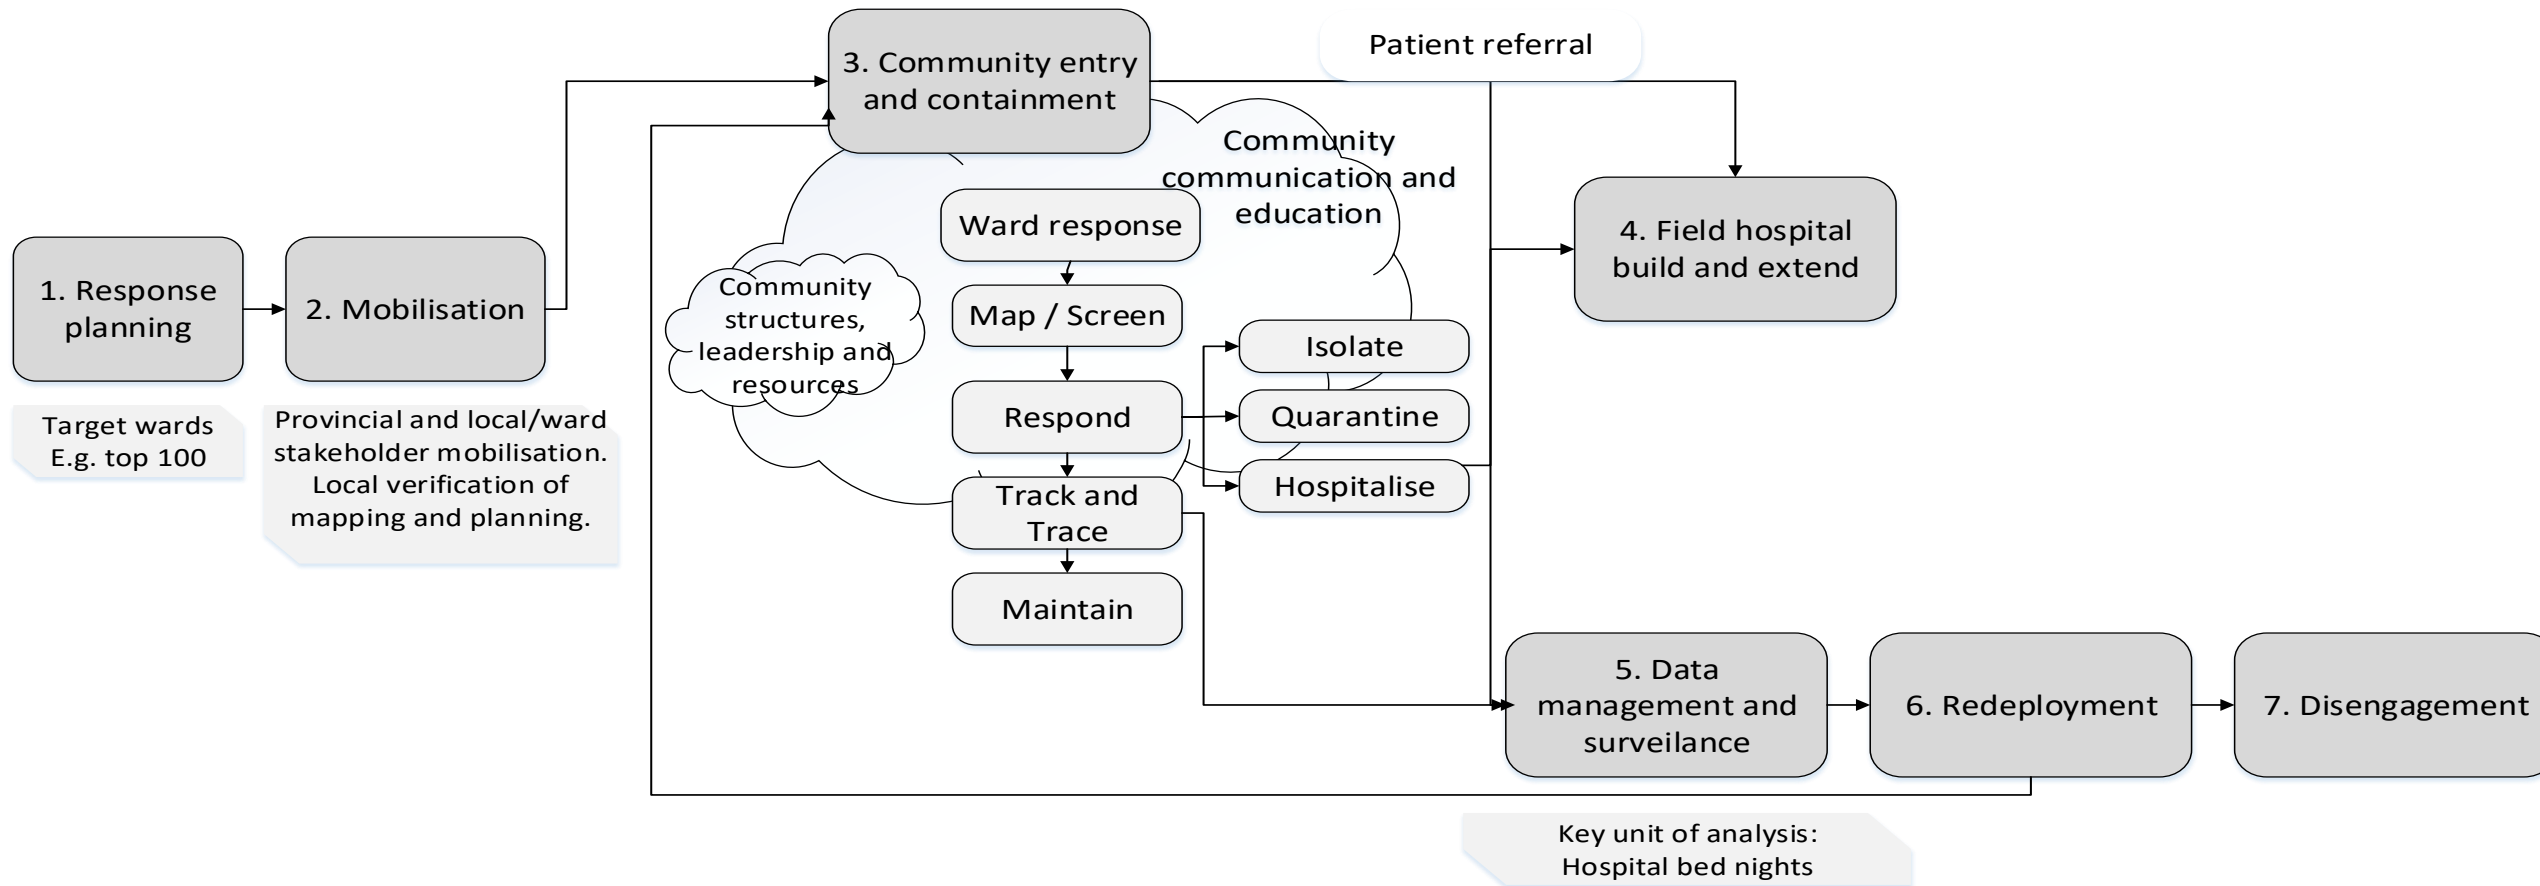 3. Community entry
and containment
Patient referral
Community
communication and
education
Ward response
4. Field hospital
build and extend
1. Response
planning
2. Mobilisation
Community
structures,
leadership and
resources
Map / Screen
Isolate
Respond
Quarantine
Hospitalise
Target wards
E.g. top 100
Provincial and local/ward
stakeholder mobilisation.
Local verification of
mapping and planning.
Track and
Trace
Maintain
5. Data
management and
surveilance
6. Redeployment
7. Disengagement
Key unit of analysis:
Hospital bed nights